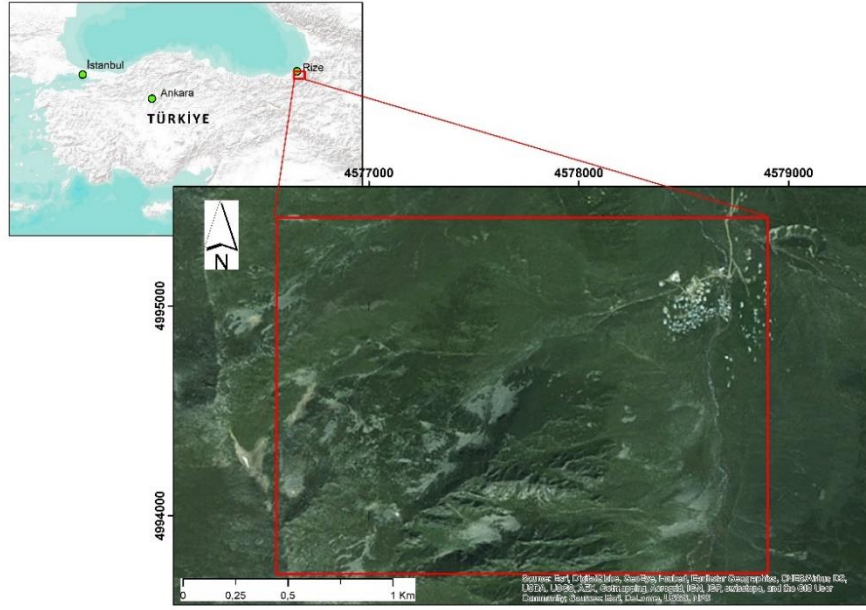 İstanbul
Rize
Ankara
TÜRKİYE
4577000
4578000
4579000
N
4995000
4994000
0 0,25 0,5 1 Km
Source: Esri, DigitalGlobe, GeoEye, Earthstar Geographics, CNES/Airbus DS,
USDA, USGS, AEX, Getmapping, Aerogrid, IGN, IGP, swisstopo, and the GIS User
Community, Sources: Esri, DeLorme, USGS, NPS